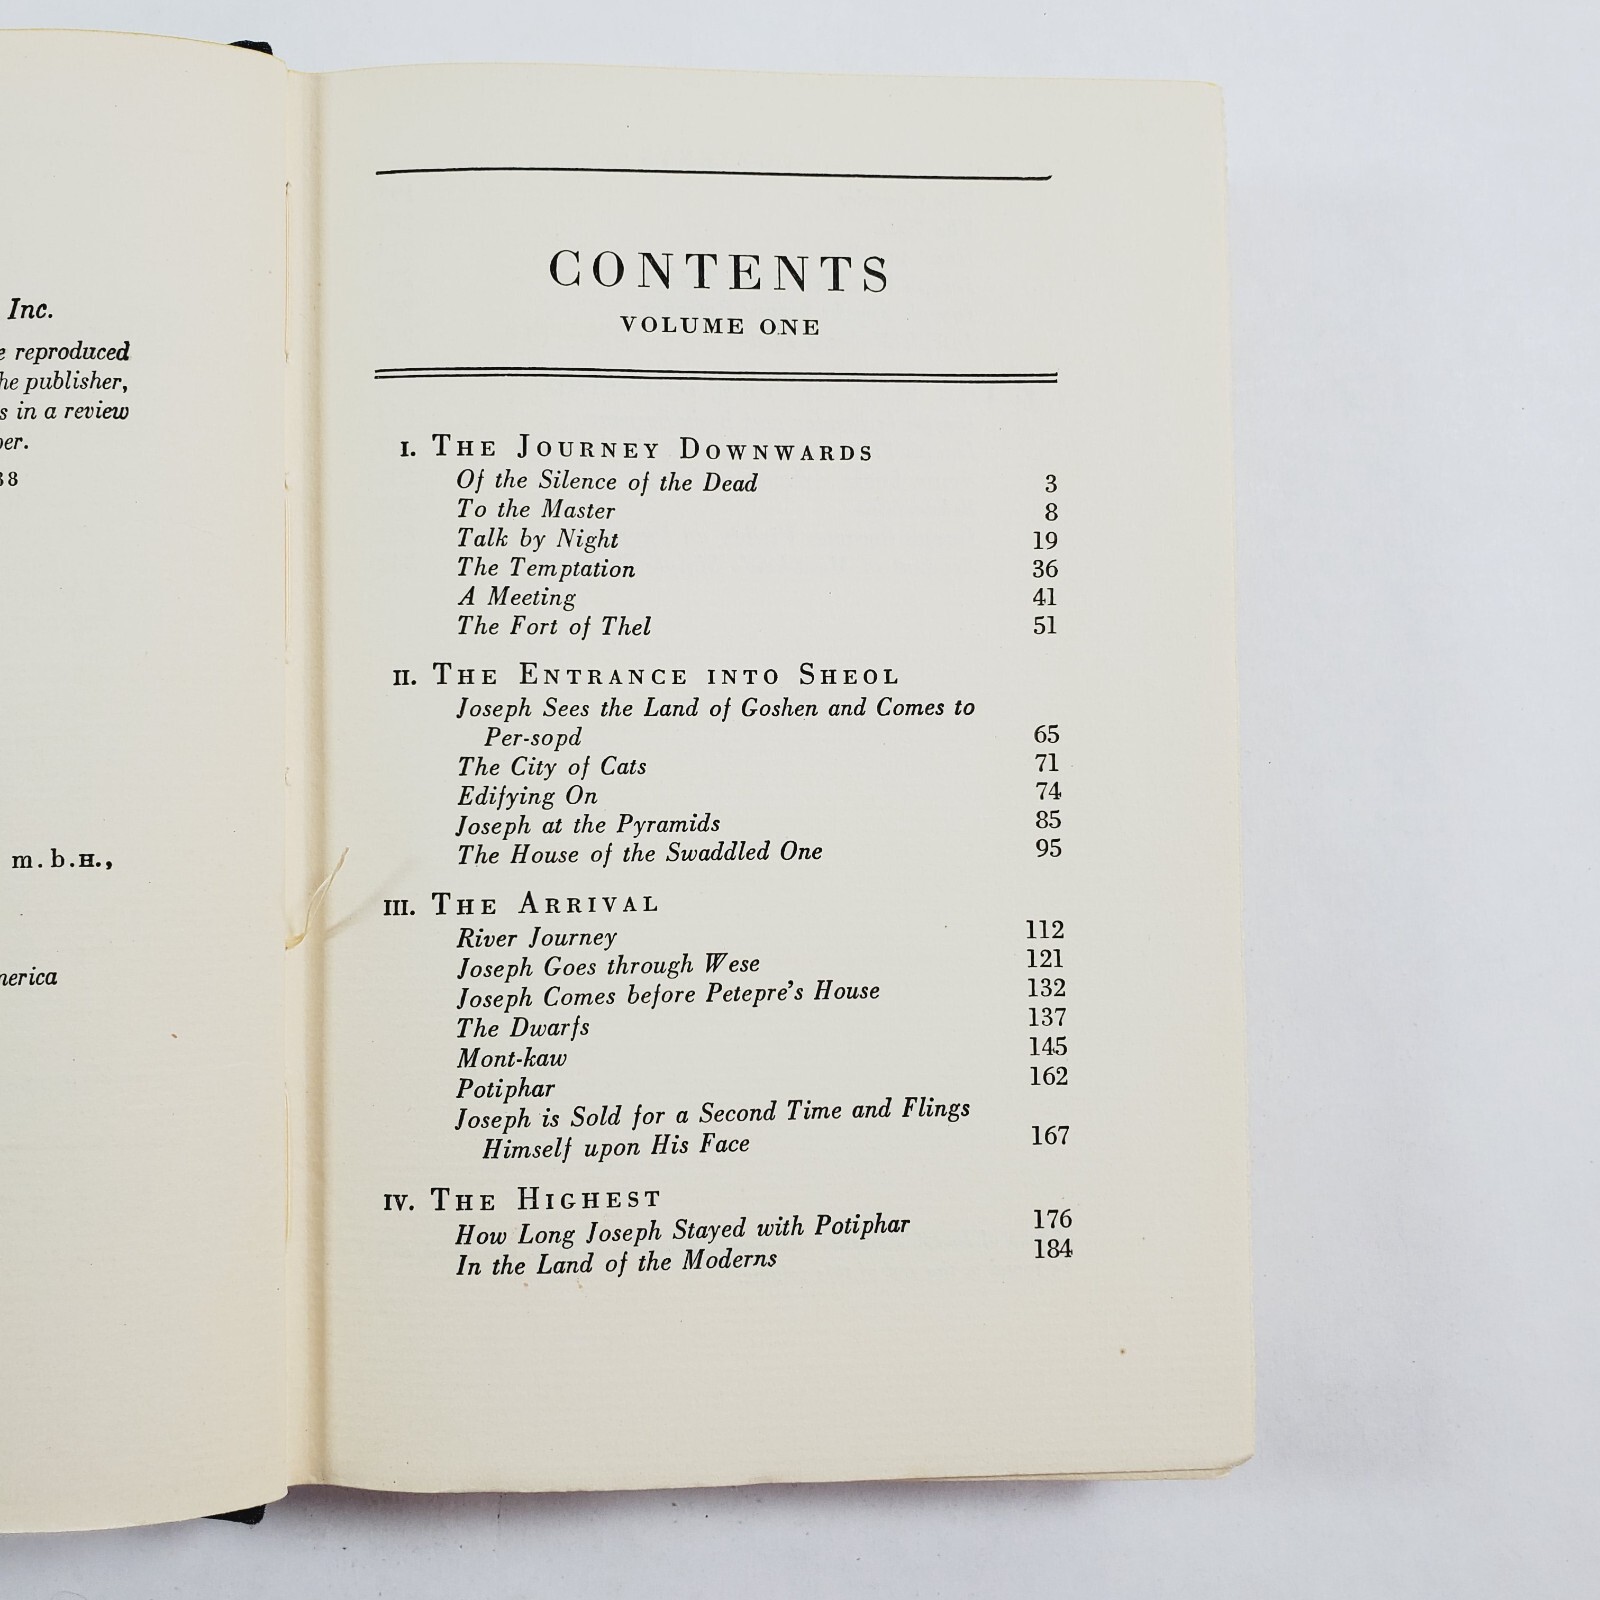 Inc.
reproduced
publisher,
in a review
m.b.H.,
CONTENTS
VOLUME ONE
I. The Journey Downwards
Of the Silence of the Dead 3
To the Master 8
Talk by Night 19
The Temptation 36
A Meeting 41
The Fort of Thel 51
II. The Entrance into Sheol
Joseph Sees the Land of Goshen and Comes to
Per-sopd 65
The City of Cats 71
Edifying On 74
Joseph at the Pyramids 85
The House of the Swaddled One 95
III. The Arrival
River Journey 112
Joseph Goes through Wese 121
Joseph Comes before Petepre's House 132
The Dwarfs 137
Mont-kaw 145
Potiphar 162
Joseph is Sold for a Second Time and Flings
Himself upon His Face 167
IV. The Highest
How Long Joseph Stayed with Potiphar 176
In the Land of the Moderns 184